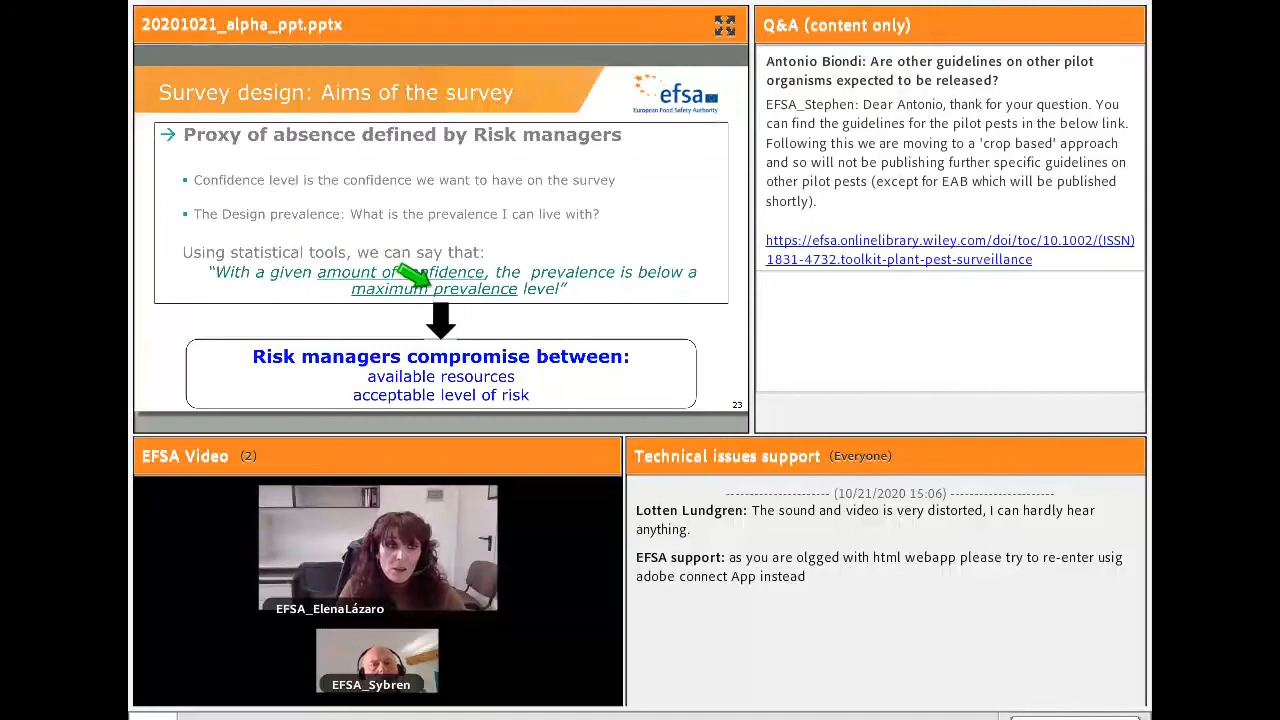 20201021_alpha_ppt.pptx
Survey design: Aims of the survey
efsa
European Food Safety Authority
→ Proxy of absence defined by Risk managers
▪ Confidence level is the confidence we want to have on the survey
▪ The Design prevalence: What is the prevalence I can live with?
Using statistical tools, we can say that:
“With a given amount of confidence, the prevalence is below a
maximum prevalence level”
Risk managers compromise between:
available resources
acceptable level of risk
23
Q&A (content only)
Antonio Biondi: Are other guidelines on other pilot
organisms expected to be released?
EFSA_Stephen: Dear Antonio, thank for your question. You
can find the guidelines for the pilot pests in the below link.
Following this we are moving to a 'crop based' approach
and so will not be publishing further specific guidelines on
other pilot pests (except for EAB which will be published
shortly).
https://efsa.onlinelibrary.wiley.com/doi/toc/10.1002/(ISSN)
1831-4732.toolkit-plant-pest-surveillance
EFSA Video (2)
EFSA_ElenaLázaro
EFSA_Sybren
Technical issues support (Everyone)
---------------------- (10/21/2020 15:06) ----------------------
Lotten Lundgren: The sound and video is very distorted, I can hardly hear
anything.
EFSA support: as you are olgged with html webapp please try to re-enter usig
adobe connect App instead